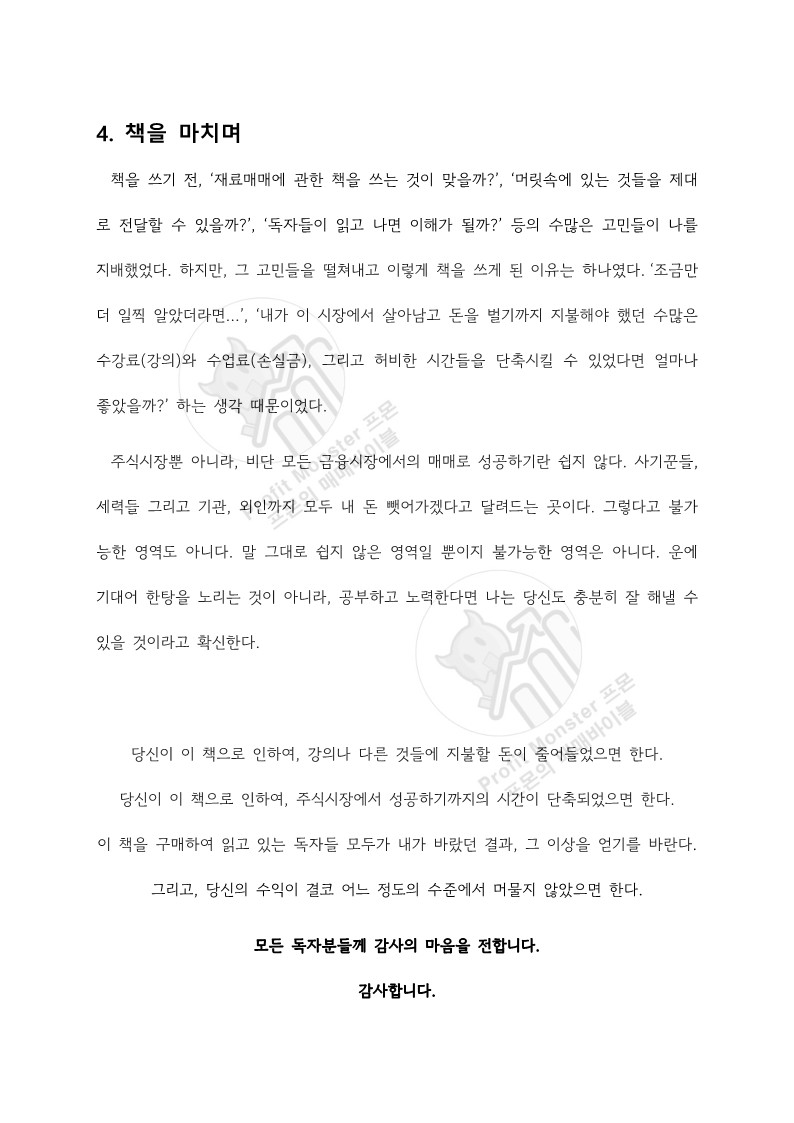 4. 책을 마치며
책을 쓰기 전, ‘재료매매에 관한 책을 쓰는 것이 맞을까?’, ‘머릿속에 있는 것들을 제대
로 전달할 수 있을까?’, ‘독자들이 읽고 나면 이해가 될까?’ 등의 수많은 고민들이 나를
지배했었다. 하지만, 그 고민들을 떨쳐내고 이렇게 책을 쓰게 된 이유는 하나였다. ‘조금만
더 일찍 알았더라면...’, ‘내가 이 시장에서 살아남고 돈을 벌기까지 지불해야 했던 수많은
수강료(강의)와 수업료(손실금), 그리고 허비한 시간들을 단축시킬 수 있었다면 얼마나
좋았을까?’ 하는 생각 때문이었다.
Profit Monster 프몬
프몬의 매매바이블
주식시장뿐 아니라, 비단 모든 금융시장에서의 매매로 성공하기란 쉽지 않다. 사기꾼들,
세력들 그리고 기관, 외인까지 모두 내 돈 뺏어가겠다고 달려드는 곳이다. 그렇다고 불가
능한 영역도 아니다. 말 그대로 쉽지 않은 영역일 뿐이지 불가능한 영역은 아니다. 운에
기대어 한탕을 노리는 것이 아니라, 공부하고 노력한다면 나는 당신도 충분히 잘 해낼 수
있을 것이라고 확신한다.
Profit Monster 프몬
프몬의 매매바이블
당신이 이 책으로 인하여, 강의나 다른 것들에 지불할 돈이 줄어들었으면 한다.
당신이 이 책으로 인하여, 주식시장에서 성공하기까지의 시간이 단축되었으면 한다.
이 책을 구매하여 읽고 있는 독자들 모두가 내가 바랐던 결과, 그 이상을 얻기를 바란다.
그리고, 당신의 수익이 결코 어느 정도의 수준에서 머물지 않았으면 한다.
모든 독자분들께 감사의 마음을 전합니다.
감사합니다.